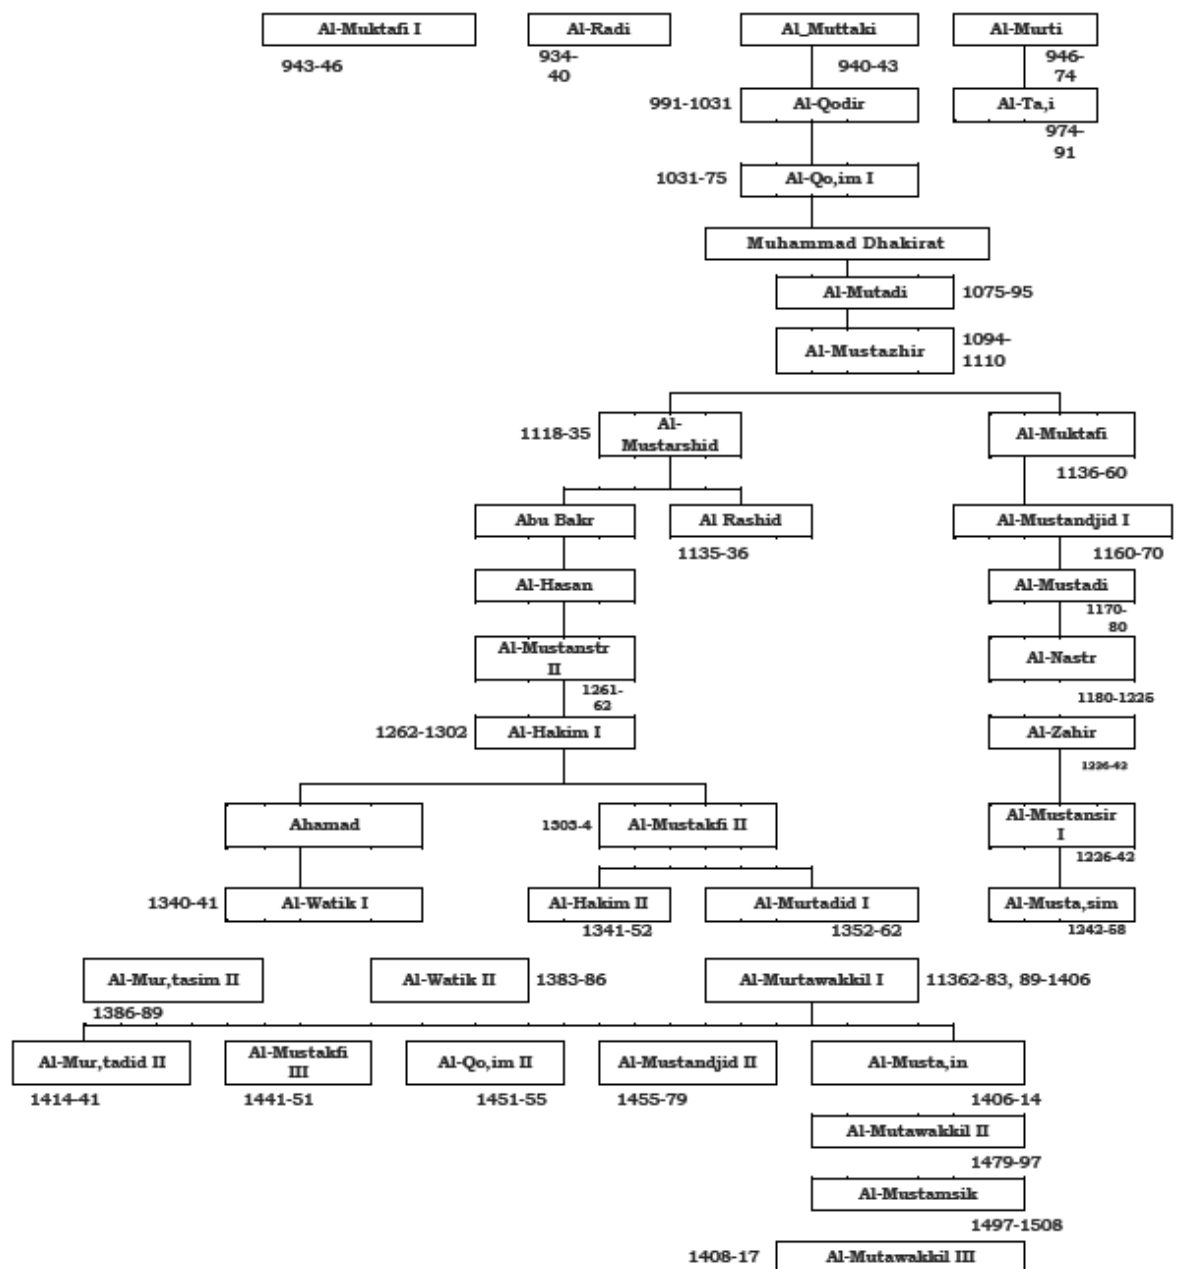 Al-Muktafi I
Al-Radi
Al_Muttaki
Al-Murti
943-46
934-
40
940-43
946-
74
991-1031
Al-Qodir
Al-Ta,i
974-
91
1031-75
Al-Qo,im I
Muhammad Dhakirat
Al-Mutadi
1075-95
Al-Mustazhir
1094-
1110
1118-35
Al-
Mustarshid
Al-Muktafi
1136-60
Abu Bakr
Al Rashid
Al-Mustandjid I
1135-36
1160-70
Al-Hasan
Al-Mustadi
1170-
80
Al-Mustanstr
II
Al-Nastr
1261-
62
1180-1225
1262-1302
Al-Hakim I
Al-Zahir
1226-42
Ahamad
1303-4
Al-Mustakfi II
Al-Mustansir
I
1226-42
1340-41
Al-Watik I
Al-Hakim II
Al-Murtadid I
Al-Musta,sim
1341-52
1352-62
1242-58
Al-Mur,tasim II
Al-Watik II
1383-86
Al-Murtawakkil I
11362-83, 89-1406
1386-89
Al-Mur,tadid II
Al-Mustakfi
III
Al-Qo,im II
Al-Mustandjid II
Al-Musta,in
1414-41
1441-51
1451-55
1455-79
1406-14
Al-Mutawakkil II
1479-97
Al-Mustamsik
1497-1508
1408-17
Al-Mutawakkil III